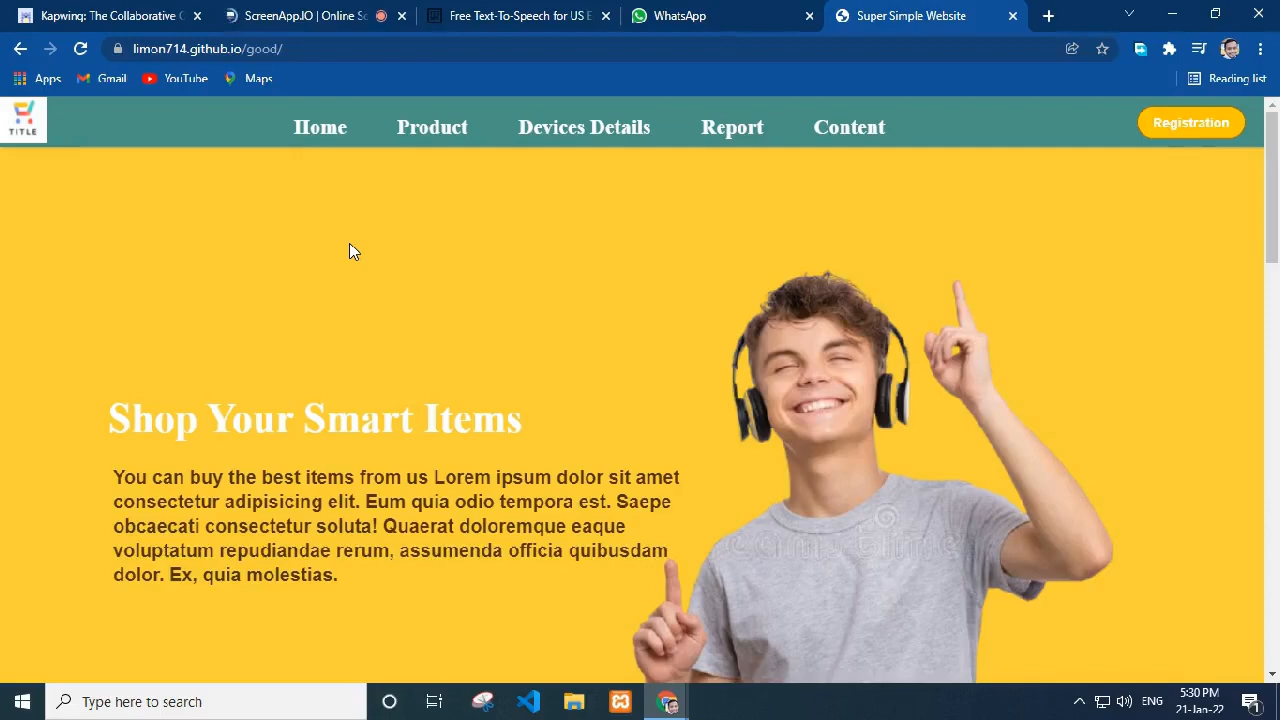 Kapwing: The Collaborative C
ScreenApp.IO | Online Sc
Free Text-To-Speech for US E
WhatsApp
Super Simple Website
limon714.github.io/good/
Apps
Gmail
YouTube
Maps
Reading list
TITLE
Home
Product
Devices Details
Report
Content
Registration
Shop Your Smart Items
You can buy the best items from us Lorem ipsum dolor sit amet
consectetur adipisicing elit. Eum quia odio tempora est. Saepe
obcaecati consectetur soluta! Quaerat doloremque eaque
voluptatum repudiandae rerum, assumenda officia quibusdam
dolor. Ex, quia molestias.
Type here to search
ENG
5:30 PM
21-Jan-22
1